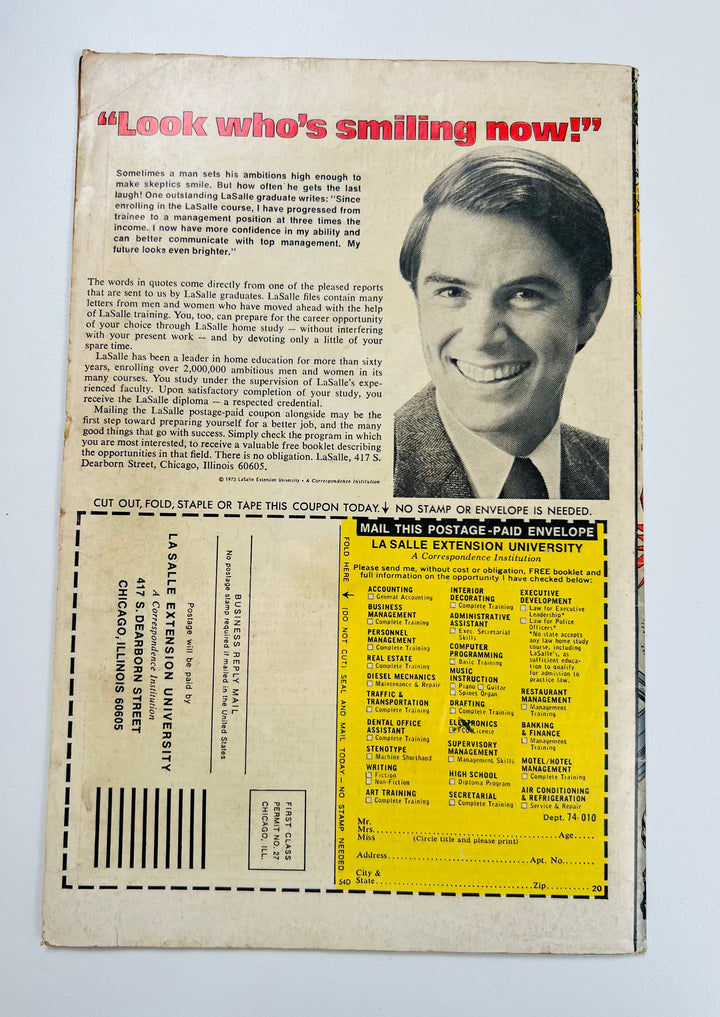 "Look who's smiling now!"
Sometimes a man sets his ambitions high enough to
make skeptics smile. But how often he gets the last
laugh! One outstanding LaSalle graduate writes: "Since
enrolling in the LaSalle course, I have progressed from
trainee to a management position at three times the
income. I now have more confidence in my ability and
can better communicate with top management. My
future looks even brighter."
The words in quotes come directly from one of the pleased reports
that are sent to us by LaSalle graduates. LaSalle files contain many
letters from men and women who have moved ahead with the help
of LaSalle training. You, too, can prepare for the career opportunity
of your choice through LaSalle home study — without interfering
with your present work — and by devoting only a little of your
spare time.
LaSalle has been a leader in home education for more than sixty
years, enrolling over 2,000,000 ambitious men and women in its
many courses. You study under the supervision of LaSalle's expe-
rienced faculty. Upon satisfactory completion of your study, you
receive the LaSalle diploma — a respected credential.
Mailing the LaSalle postage-paid coupon alongside may be the
first step toward preparing yourself for a better job, and the many
good things that go with success. Simply check the program in which
you are most interested, to receive a valuable free booklet describing
the opportunities in that field. There is no obligation. LaSalle, 417 S.
Dearborn Street, Chicago, Illinois 60605.
© 1973 LaSalle Extension University • A Correspondence Institution
CUT OUT, FOLD, STAPLE OR TAPE THIS COUPON TODAY. NO STAMP OR ENVELOPE IS NEEDED.
BUSINESS REPLY MAIL
No postage stamp required if mailed in the United States
Postage will be paid by
LA SALLE EXTENSION UNIVERSITY
A Correspondence Institution
417 S. DEARBORN STREET
CHICAGO, ILLINOIS 60605
FIRST CLASS
PERMIT NO. 27
CHICAGO, ILL.
FOLD HERE (DO NOT CUT) SEAL AND MAIL TODAY — NO STAMP NEEDED
54D
MAIL THIS POSTAGE-PAID ENVELOPE
LA SALLE EXTENSION UNIVERSITY
A Correspondence Institution
Please send me, without cost or obligation, FREE booklet and
full information on the opportunity I have checked below:
ACCOUNTING
General Accounting
BUSINESS
MANAGEMENT
Complete Training
PERSONNEL
MANAGEMENT
Complete Training
REAL ESTATE
Complete Training
DIESEL MECHANICS
Maintenance & Repair
TRAFFIC &
TRANSPORTATION
Complete Training
DENTAL OFFICE
ASSISTANT
Complete Training
STENOTYPE
Machine Shorthand
WRITING
Fiction
Non-Fiction
ART TRAINING
Complete Training
INTERIOR
DECORATING
Complete Training
ADMINISTRATIVE
ASSISTANT
Exec. Secretarial
Skills
COMPUTER
PROGRAMMING
Basic Training
MUSIC
INSTRUCTION
Piano Guitar
Spinet Organ
DRAFTING
Complete Training
ELECTRONICS
FCC License
SUPERVISORY
MANAGEMENT
Management Skills
HIGH SCHOOL
Diploma Program
SECRETARIAL
Complete Training
EXECUTIVE
DEVELOPMENT
Law for Executive
Leadership*
Law for Police
Officers*
*No state accepts
any law home study
course, including
LaSalle's, as
sufficient educa-
tion to qualify
for admission to
practice law.
RESTAURANT
MANAGEMENT
Management
Training
BANKING
& FINANCE
Management
Training
MOTEL/HOTEL
MANAGEMENT
Complete Training
AIR CONDITIONING
& REFRIGERATION
Service & Repair
Dept. 74-010
Mr.
Mrs. Age
Miss (Circle title and please print)
Address Apt. No.
City &
State Zip 20